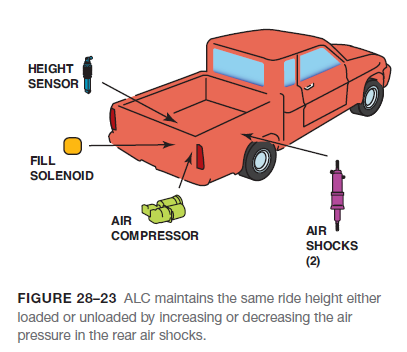 HEIGHT
SENSOR
FILL
SOLENOID
AIR
COMPRESSOR
AIR
SHOCKS
(2)
FIGURE 28–23 ALC maintains the same ride height either
loaded or unloaded by increasing or decreasing the air
pressure in the rear air shocks.